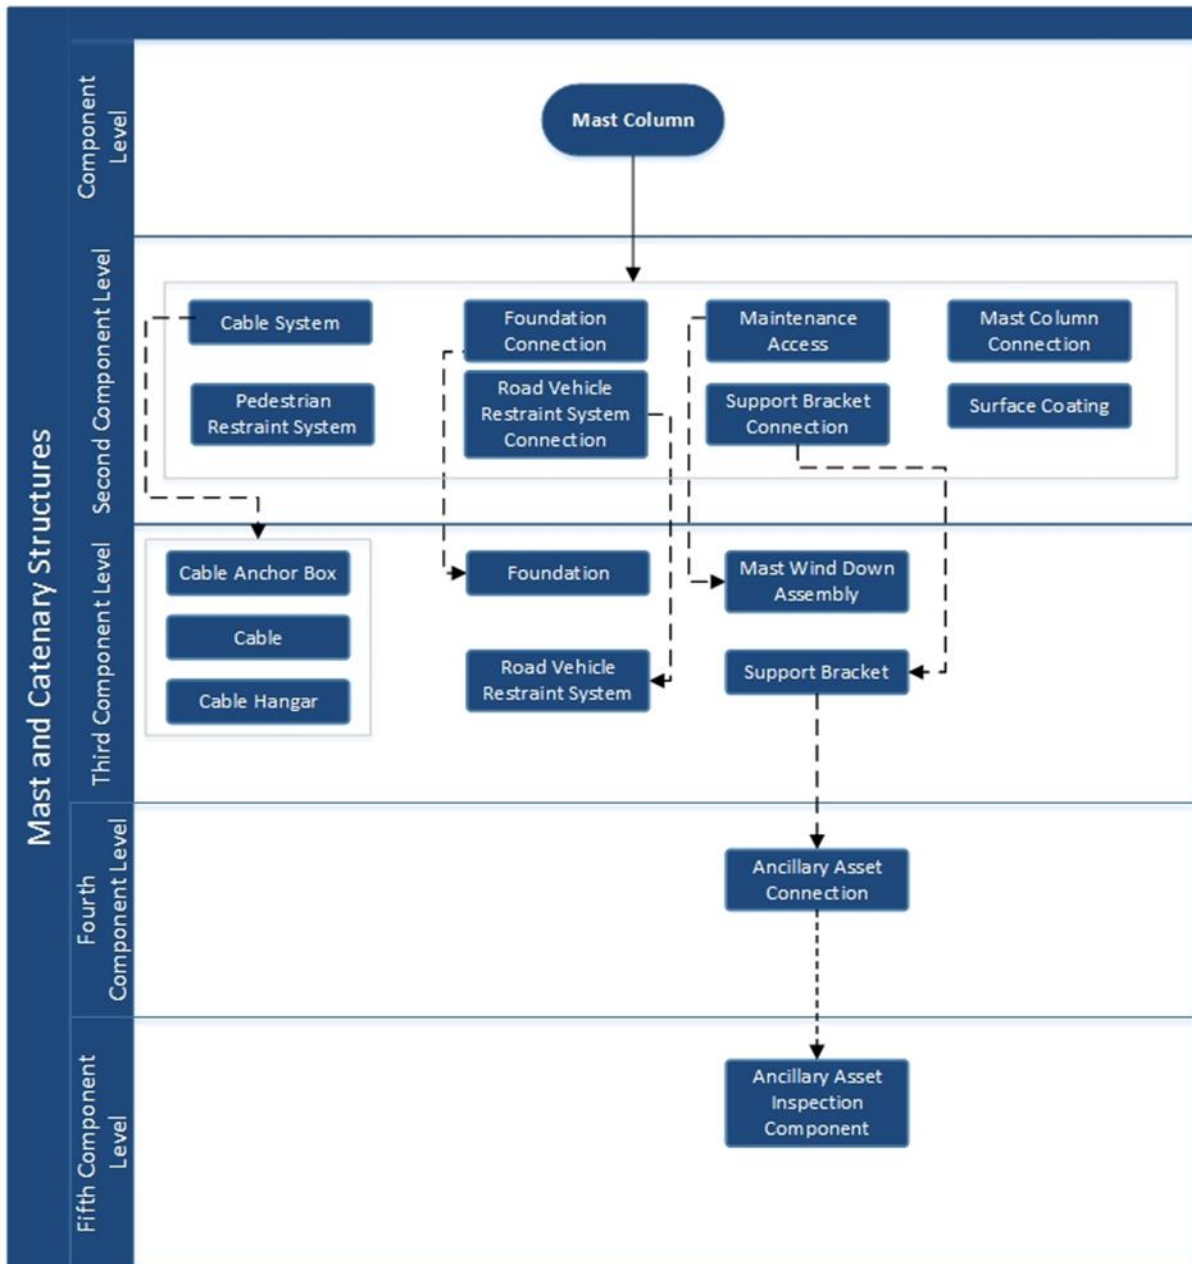 Mast and Catenary Structures
Component
Level
Mast Column
Second Component Level
Cable System
Foundation
Connection
Maintenance
Access
Mast Column
Connection
Pedestrian
Restraint System
Road Vehicle
Restraint System
Connection
Support Bracket
Connection
Surface Coating
Third Component Level
Cable Anchor Box
Cable
Cable Hangar
Foundation
Road Vehicle
Restraint System
Mast Wind Down
Assembly
Support Bracket
Fourth
Component Level
Ancillary Asset
Connection
Fifth Component
Level
Ancillary Asset
Inspection
Component